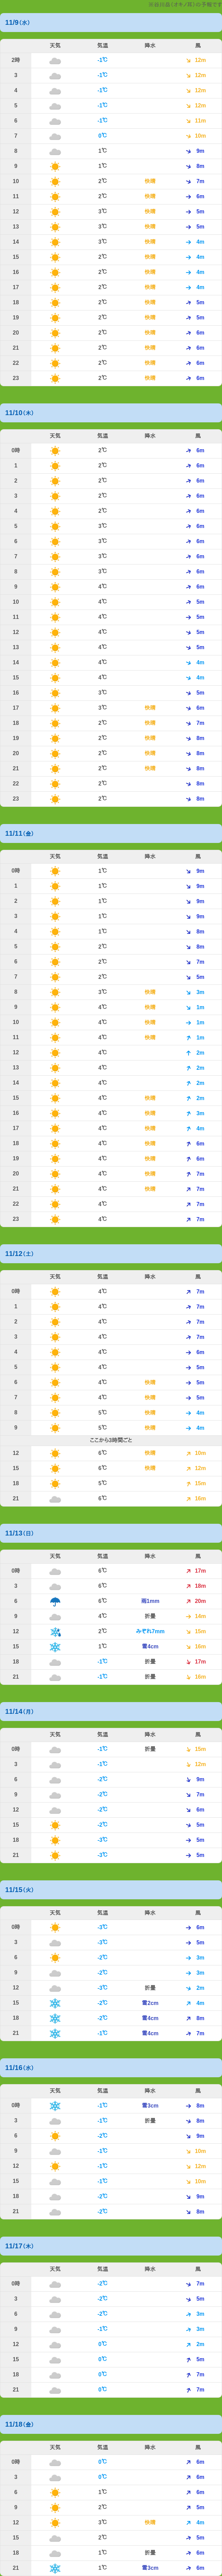 11/9（水）
天気 気温 降水 風
2時 -1℃ 12m
3 -1℃ 12m
4 -1℃ 12m
5 -1℃ 12m
6 -1℃ 11m
7 0℃ 10m
8 1℃ 9m
9 1℃ 8m
10 2℃ 快晴 7m
11 2℃ 快晴 6m
12 3℃ 快晴 5m
13 3℃ 快晴 5m
14 3℃ 快晴 4m
15 2℃ 快晴 4m
16 2℃ 快晴 4m
17 2℃ 快晴 4m
18 2℃ 快晴 5m
19 2℃ 快晴 5m
20 2℃ 快晴 6m
21 2℃ 快晴 6m
22 2℃ 快晴 6m
23 2℃ 快晴 6m
11/10（木）
天気 気温 降水 風
0時 2℃ 6m
1 2℃ 6m
2 2℃ 6m
3 2℃ 6m
4 2℃ 6m
5 3℃ 6m
6 3℃ 6m
7 3℃ 6m
8 3℃ 6m
9 4℃ 6m
10 4℃ 5m
11 4℃ 5m
12 4℃ 5m
13 4℃ 5m
14 4℃ 4m
15 4℃ 4m
16 3℃ 5m
17 3℃ 快晴 6m
18 2℃ 快晴 7m
19 2℃ 快晴 8m
20 2℃ 快晴 8m
21 2℃ 快晴 8m
22 2℃ 8m
23 2℃ 8m
11/11（金）
天気 気温 降水 風
0時 1℃ 9m
1 1℃ 9m
2 1℃ 9m
3 1℃ 9m
4 1℃ 8m
5 2℃ 8m
6 2℃ 7m
7 2℃ 5m
8 3℃ 快晴 3m
9 4℃ 快晴 1m
10 4℃ 快晴 1m
11 4℃ 快晴 1m
12 4℃ 2m
13 4℃ 2m
14 4℃ 2m
15 4℃ 快晴 2m
16 4℃ 快晴 3m
17 4℃ 快晴 4m
18 4℃ 快晴 6m
19 4℃ 快晴 6m
20 4℃ 快晴 7m
21 4℃ 快晴 7m
22 4℃ 7m
23 4℃ 7m
11/12（土）
天気 気温 降水 風
0時 4℃ 7m
1 4℃ 7m
2 4℃ 7m
3 4℃ 7m
4 4℃ 6m
5 4℃ 5m
6 4℃ 快晴 5m
7 4℃ 快晴 5m
8 5℃ 快晴 4m
9 5℃ 快晴 4m
ここから3時間ごと
12 6℃ 快晴 10m
15 6℃ 快晴 12m
18 5℃ 15m
21 6℃ 16m
11/13（日）
天気 気温 降水 風
0時 6℃ 17m
3 6℃ 18m
6 6℃ 雨1mm 20m
9 4℃ 折曇 14m
12 2℃ みぞれ7mm 15m
15 1℃ 雪4cm 16m
18 -1℃ 折曇 17m
21 -1℃ 折曇 16m
11/14（月）
天気 気温 降水 風
0時 -1℃ 折曇 15m
3 -1℃ 12m
6 -2℃ 9m
9 -2℃ 7m
12 -2℃ 6m
15 -2℃ 5m
18 -3℃ 5m
21 -3℃ 5m
11/15（火）
天気 気温 降水 風
0時 -3℃ 6m
3 -3℃ 5m
6 -2℃ 3m
9 -2℃ 3m
12 -3℃ 折曇 2m
15 -2℃ 雪2cm 4m
18 -2℃ 雪4cm 8m
21 -1℃ 雪4cm 7m
11/16（水）
天気 気温 降水 風
0時 -1℃ 雪3cm 8m
3 -1℃ 折曇 8m
6 -2℃ 9m
9 -1℃ 10m
12 -1℃ 12m
15 -1℃ 10m
18 -2℃ 9m
21 -2℃ 8m
11/17（木）
天気 気温 降水 風
0時 -2℃ 7m
3 -2℃ 5m
6 -2℃ 3m
9 -1℃ 3m
12 0℃ 2m
15 0℃ 5m
18 0℃ 7m
21 0℃ 7m
11/18（金）
天気 気温 降水 風
0時 0℃ 6m
3 0℃ 6m
6 1℃ 6m
9 2℃ 5m
12 3℃ 快晴 4m
15 2℃ 5m
18 1℃ 折曇 6m
21 1℃ 雪3cm 6m